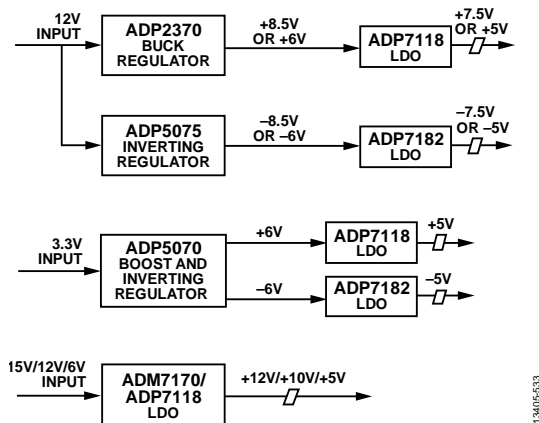 12V
INPUT
ADP2370
BUCK
REGULATOR
+8.5V
OR +6V
ADP7118
LDO
+7.5V
OR +5V
ADP5075
INVERTING
REGULATOR
–8.5V
OR –6V
ADP7182
LDO
–7.5V
OR –5V
3.3V
INPUT
ADP5070
BOOST AND
INVERTING
REGULATOR
+6V
ADP7118
LDO
+5V
–6V
ADP7182
LDO
–5V
15V/12V/6V
INPUT
ADM7170/
ADP7118
LDO
+12V/+10V/+5V
13405-533